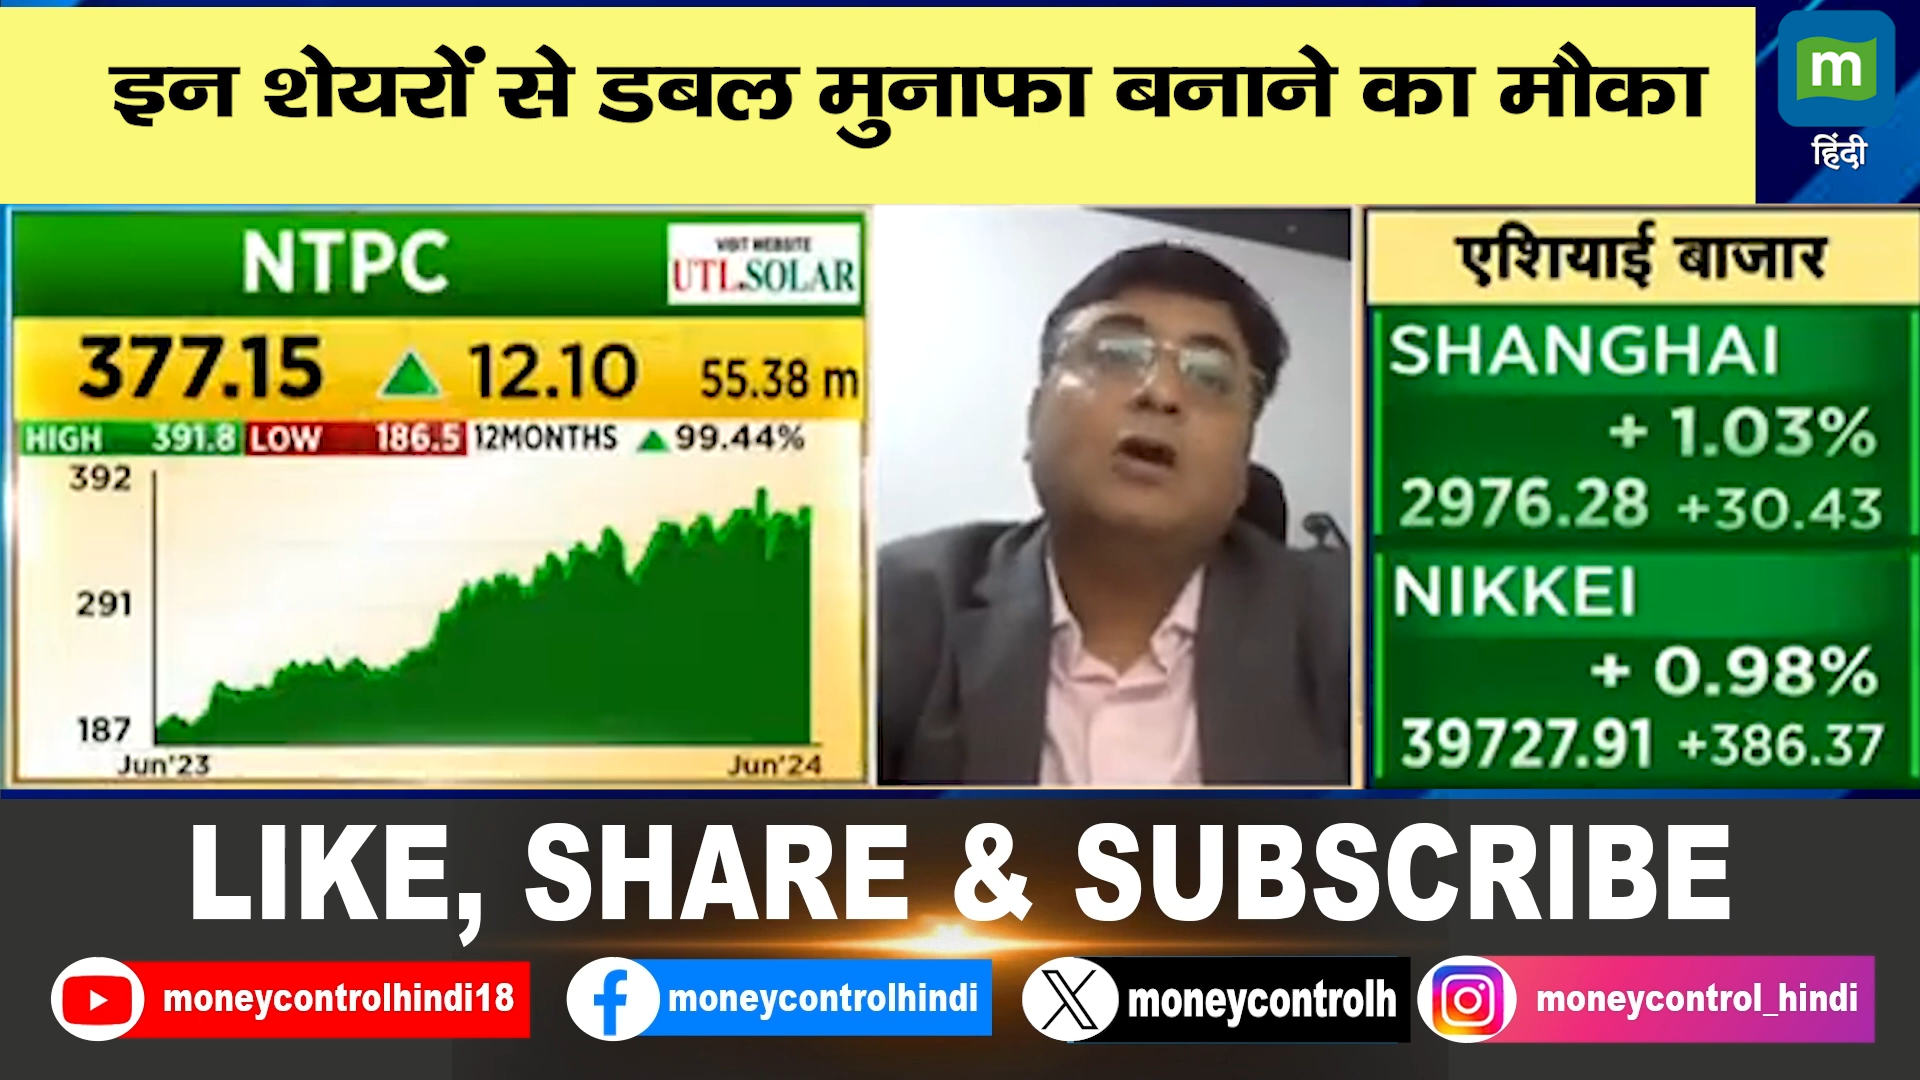 इन शेयरों से डबल मुनाफा बनाने का मौका
m
हिंदी
NTPC
VISIT WEBSITE
UTL.SOLAR
377.15 ▲ 12.10 55.38 m
HIGH 391.8 LOW 186.5 12MONTHS ▲ 99.44%
392
291
187
Jun'23 Jun'24
एशियाई बाजार
SHANGHAI
+ 1.03%
2976.28 +30.43
NIKKEI
+ 0.98%
39727.91 +386.37
LIKE, SHARE & SUBSCRIBE
moneycontrolhindi18
moneycontrolhindi
moneycontrolh
moneycontrol_hindi